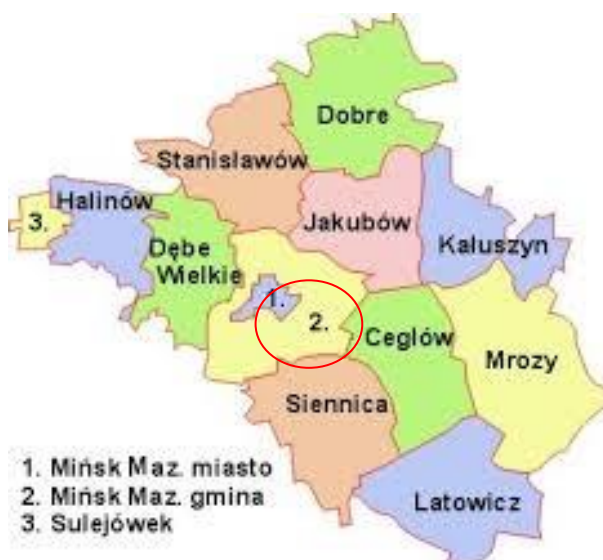 Dobre
Stanisławów
Halinów
3.
Jakubów
Kałuszyn
Dębe
Wielkie
1.
2.
Cegłów
Mrozy
Siennica
Latowicz
1. Mińsk Maz. miasto
2. Mińsk Maz. gmina
3. Sulejówek